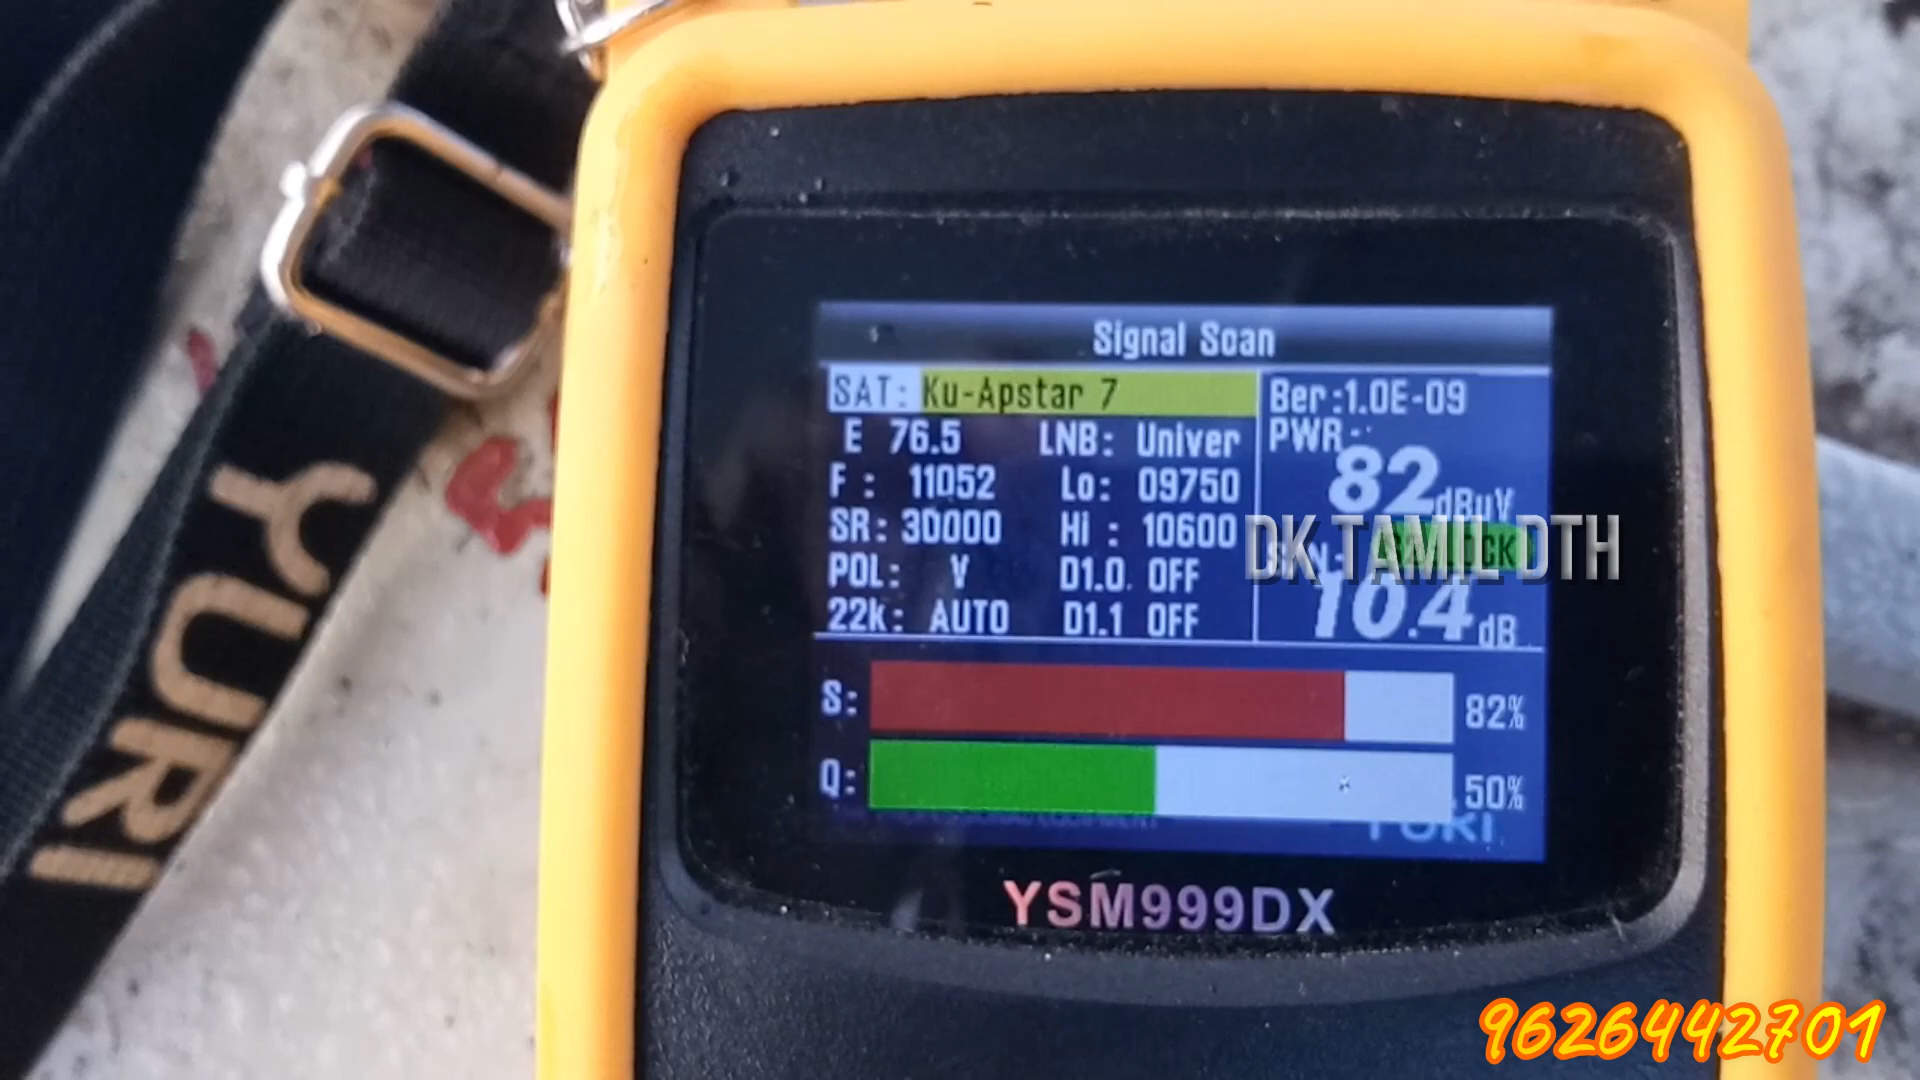 Signal Scan
SAT: Ku-Apstar 7
E 76.5 LNB: Univer
F : 11052 Lo: 09750
SR: 30000 Hi : 10600
POL: V D1.0 OFF
22k: AUTO D1.1 OFF
Ber:1.0E-09
PWR-
82dBuV
DK TAMIL DTH
10.4dB
S: 82%
Q: 50%
YSM999DX
YURI
9626442701